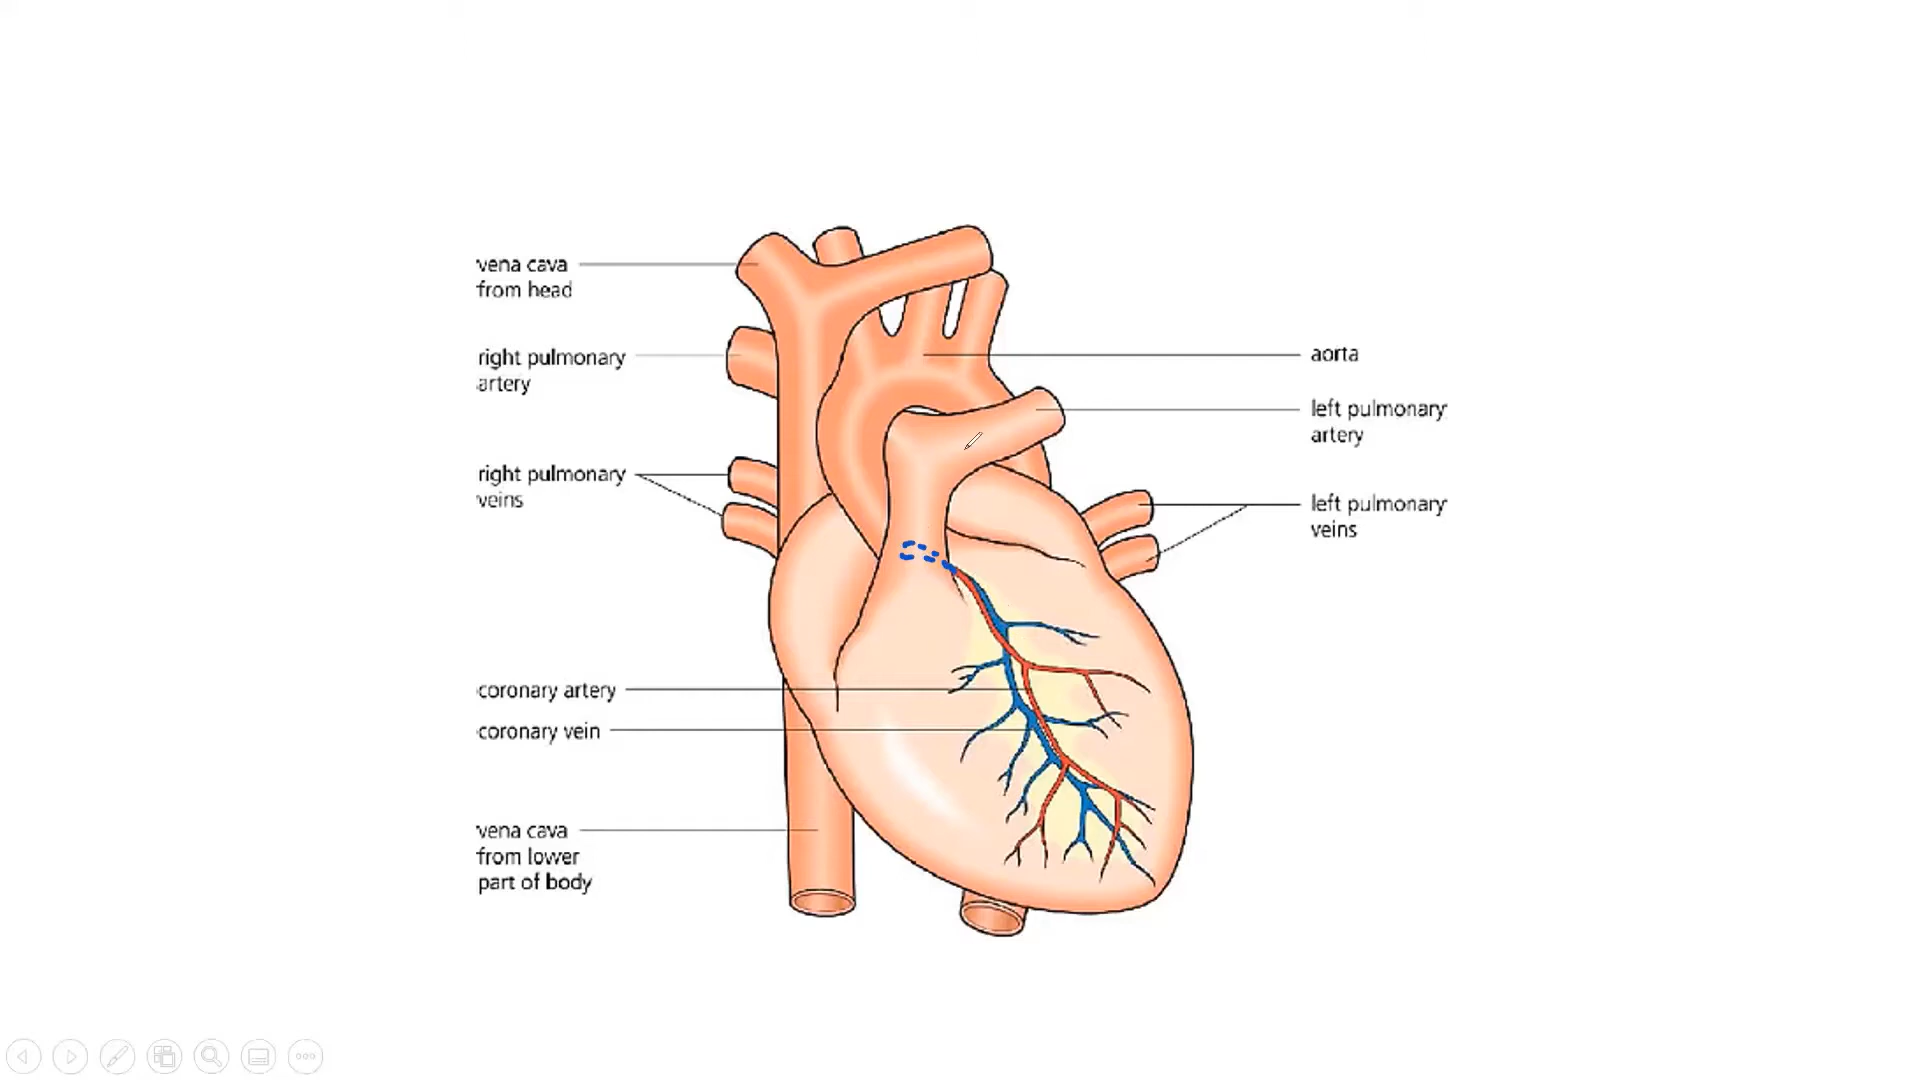 vena cava
from head
right pulmonary
artery
aorta
left pulmonary
artery
right pulmonary
veins
left pulmonary
veins
coronary artery
coronary vein
vena cava
from lower
part of body